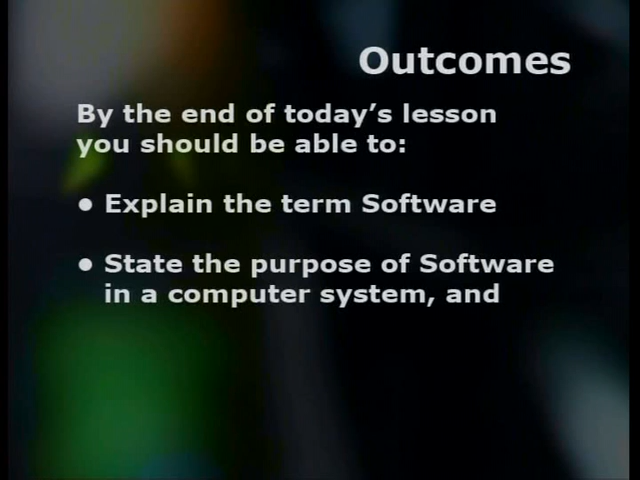 Outcomes
By the end of today’s lesson
you should be able to:
• Explain the term Software
• State the purpose of Software
in a computer system, and